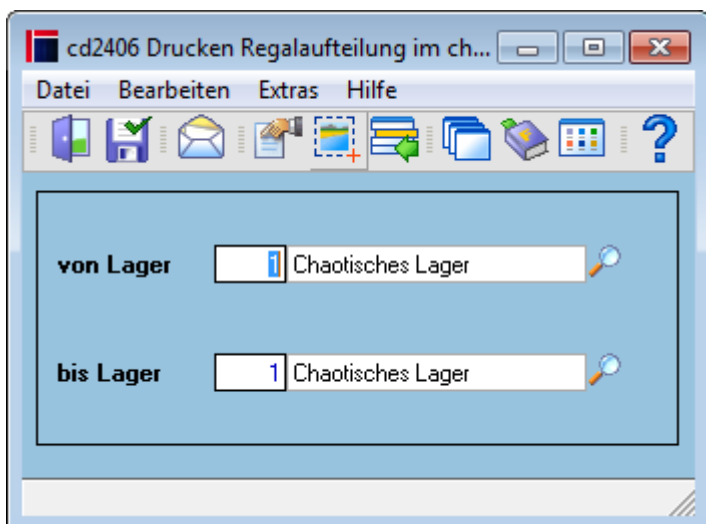 cd2406 Drucken Regalaufteilung im ch...
Datei Bearbeiten Extras Hilfe
von Lager 1 Chaotisches Lager
bis Lager 1 Chaotisches Lager